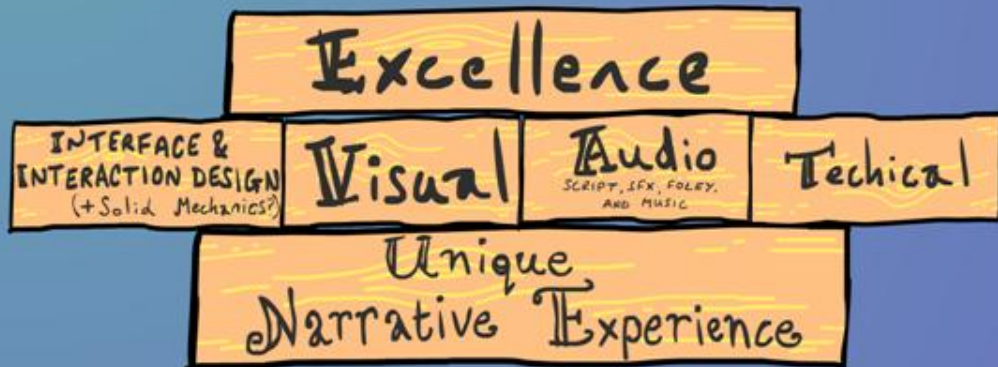 Excellence
INTERFACE &
INTERACTION DESIGN
(+Solid Mechanics?)
Visual
Audio
SCRIPT, SFX, FOLEY,
AND MUSIC
Techical
Unique
Narrative Experience